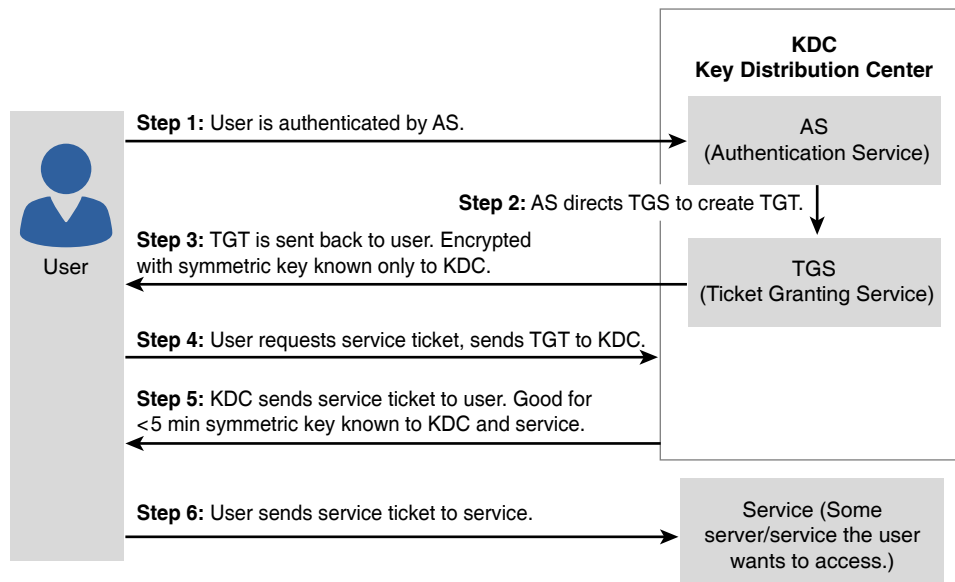 KDC
Key Distribution Center
Step 1: User is authenticated by AS.
AS
(Authentication Service)
Step 2: AS directs TGS to create TGT.
Step 3: TGT is sent back to user. Encrypted
with symmetric key known only to KDC.
User
TGS
(Ticket Granting Service)
Step 4: User requests service ticket, sends TGT to KDC.
Step 5: KDC sends service ticket to user. Good for
<5 min symmetric key known to KDC and service.
Step 6: User sends service ticket to service.
Service (Some
server/service the user
wants to access.)